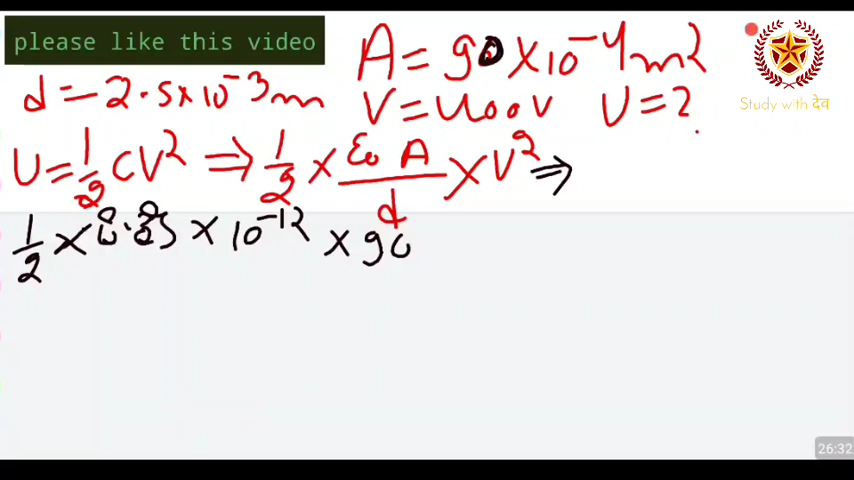 please like this video
A = 90 × 10⁻⁴ m²
d = 2.5 × 10⁻³ m
V = 400 V U = ?
U = 1/2 CV² ⇒ 1/2 × ε₀ A / d × V² ⇒
1/2 × 8.85 × 10⁻¹² × 90
Study with देव
26:32